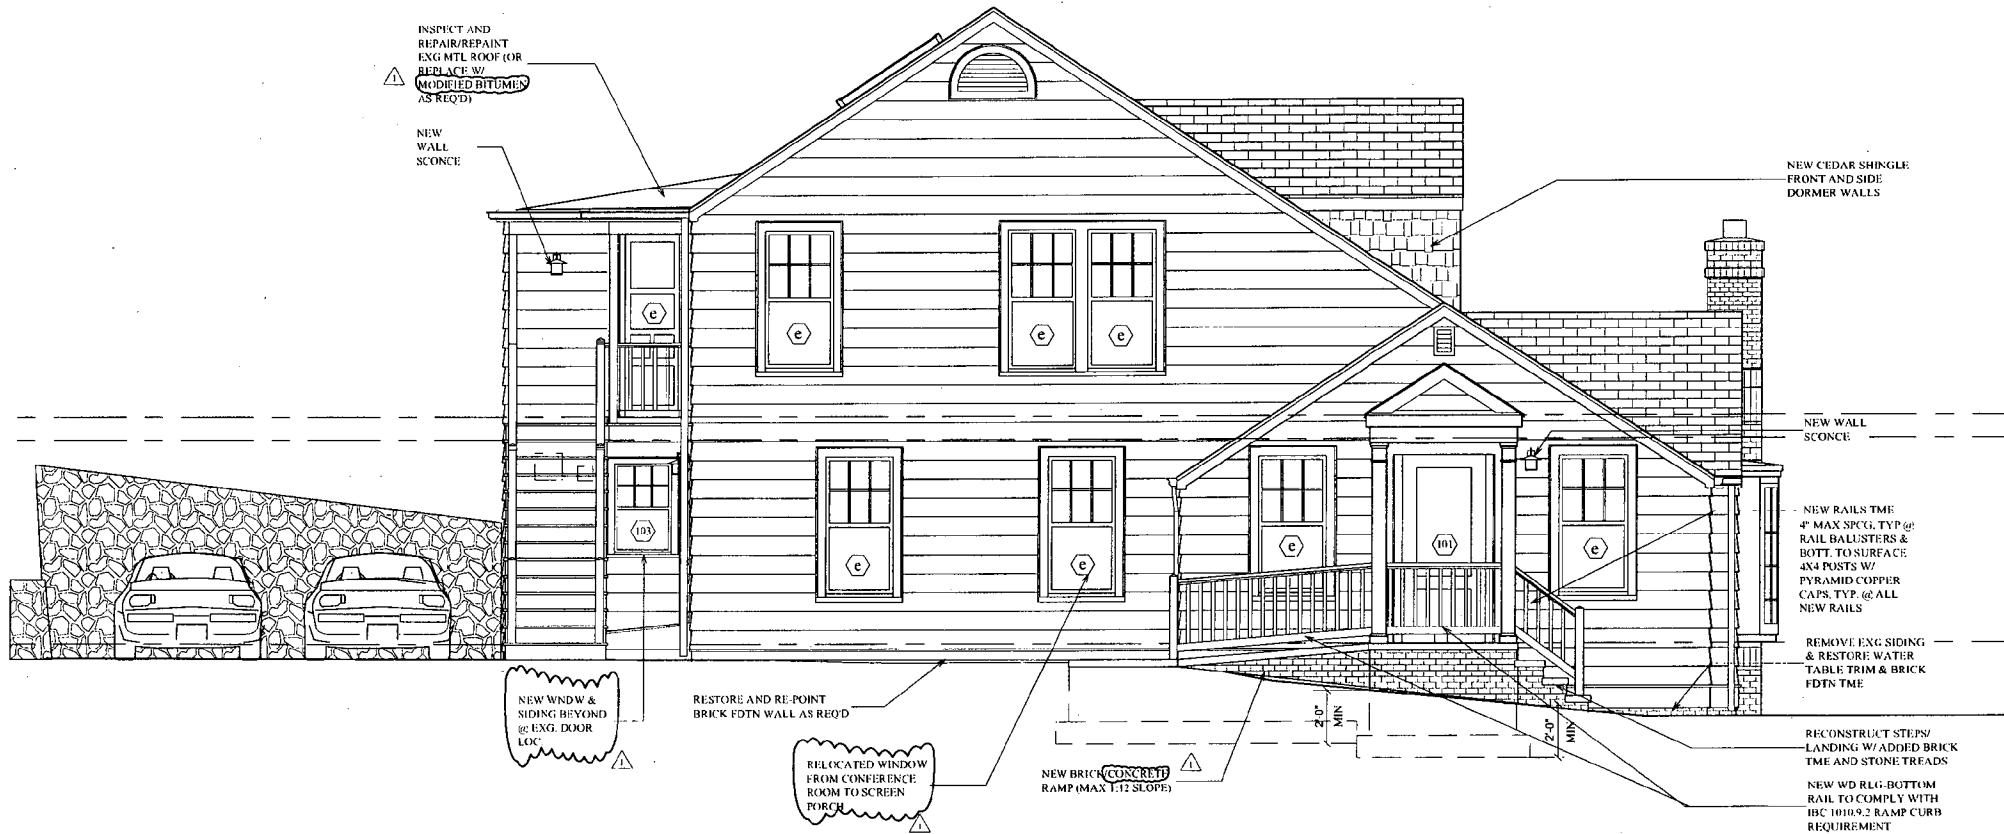 INSPECT AND
REPAIR/REPAINT
EXG MTL ROOF (OR
REPLACE W/
MODIFIED BITUMEN
AS REQ'D)
1
NEW
WALL
SCONCE
NEW CEDAR SHINGLE
FRONT AND SIDE
DORMER WALLS
e
e
e
e
NEW WALL
SCONCE
103
e
e
e
101
e
NEW RAILS TME
4" MAX SPCG, TYP @
RAIL BALUSTERS &
BOTT. TO SURFACE
4X4 POSTS W/
PYRAMID COPPER
CAPS, TYP. @ ALL
NEW RAILS
REMOVE EXG SIDING
& RESTORE WATER
TABLE TRIM & BRICK
FDTN TME
NEW WNDW &
SIDING BEYOND
@ EXG. DOOR
LOC.
1
RESTORE AND RE-POINT
BRICK FDTN WALL AS REQ'D
RELOCATED WINDOW
FROM CONFERENCE
ROOM TO SCREEN
PORCH
1
NEW BRICK/CONCRETE
RAMP (MAX 1:12 SLOPE)
1
2'-0"
MIN
2'-0"
MIN
RECONSTRUCT STEPS/
LANDING W/ ADDED BRICK
TME AND STONE TREADS
NEW WD RLG-BOTTOM
RAIL TO COMPLY WITH
IBC 1010.9.2 RAMP CURB
REQUIREMENT